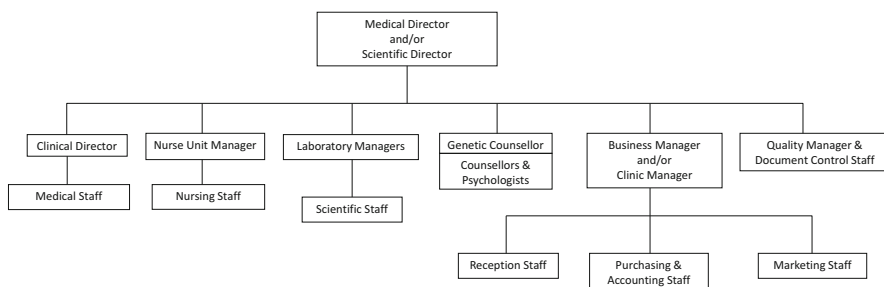 Medical Director
and/or
Scientific Director
Clinical Director
Nurse Unit Manager
Laboratory Managers
Genetic Counsellor
Counsellors &
Psychologists
Business Manager
and/or
Clinic Manager
Quality Manager &
Document Control Staff
Medical Staff
Nursing Staff
Scientific Staff
Reception Staff
Purchasing &
Accounting Staff
Marketing Staff